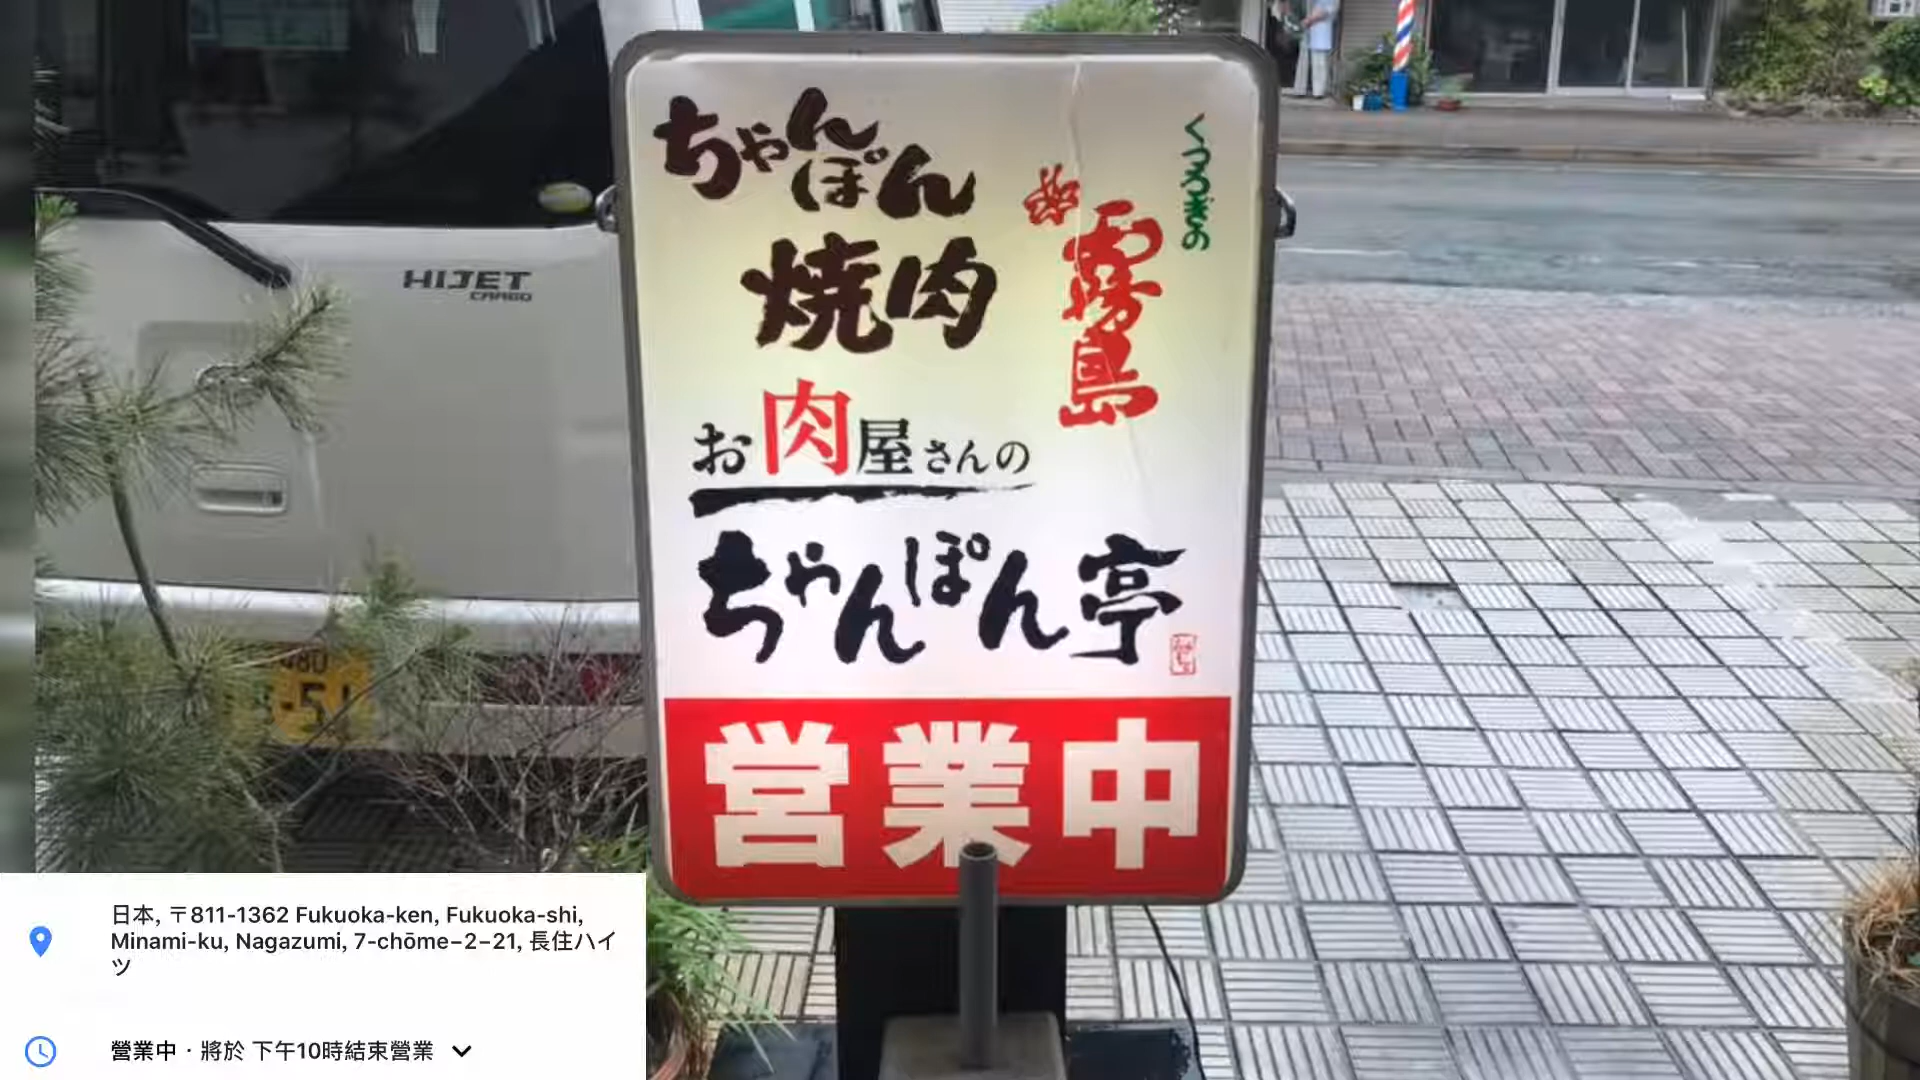 ちゃんぽん
焼肉
くつろぎの
霧島
お肉屋さんの
ちゃんぽん亭
営業中
HIJET
CARGO
480
-51
日本, 〒811-1362 Fukuoka-ken, Fukuoka-shi,
Minami-ku, Nagazumi, 7-chōme−2−21, 長住ハイ
ツ
營業中 · 將於 下午10時結束營業